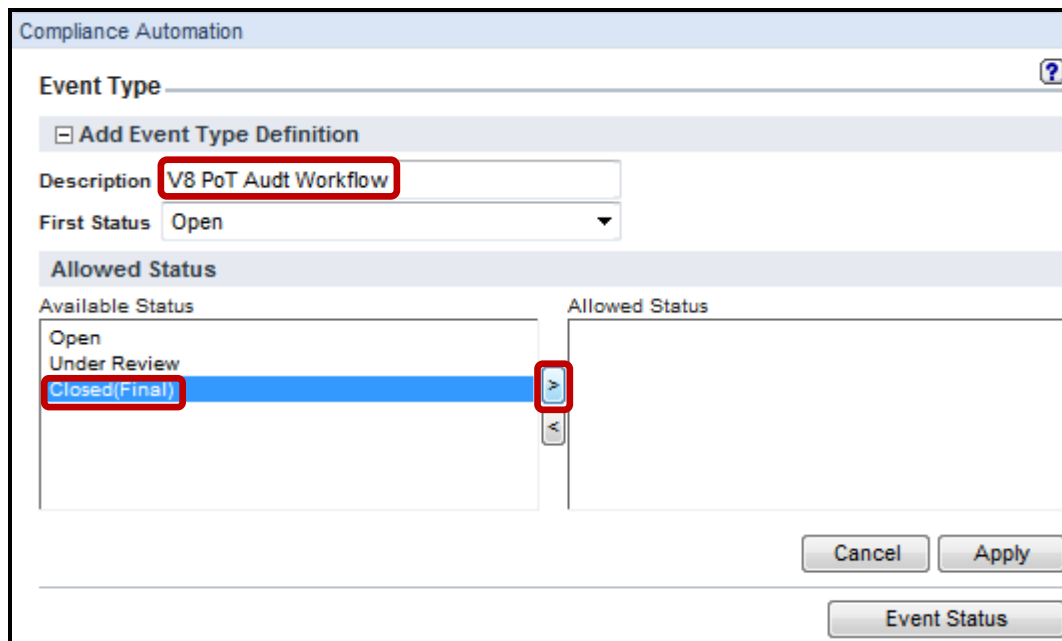 Compliance Automation
Event Type
?
Add Event Type Definition
Description V8 PoT Audt Workflow
First Status Open
Allowed Status
Available Status Allowed Status
Open
Under Review
Closed(Final)
>
<
Cancel Apply
Event Status